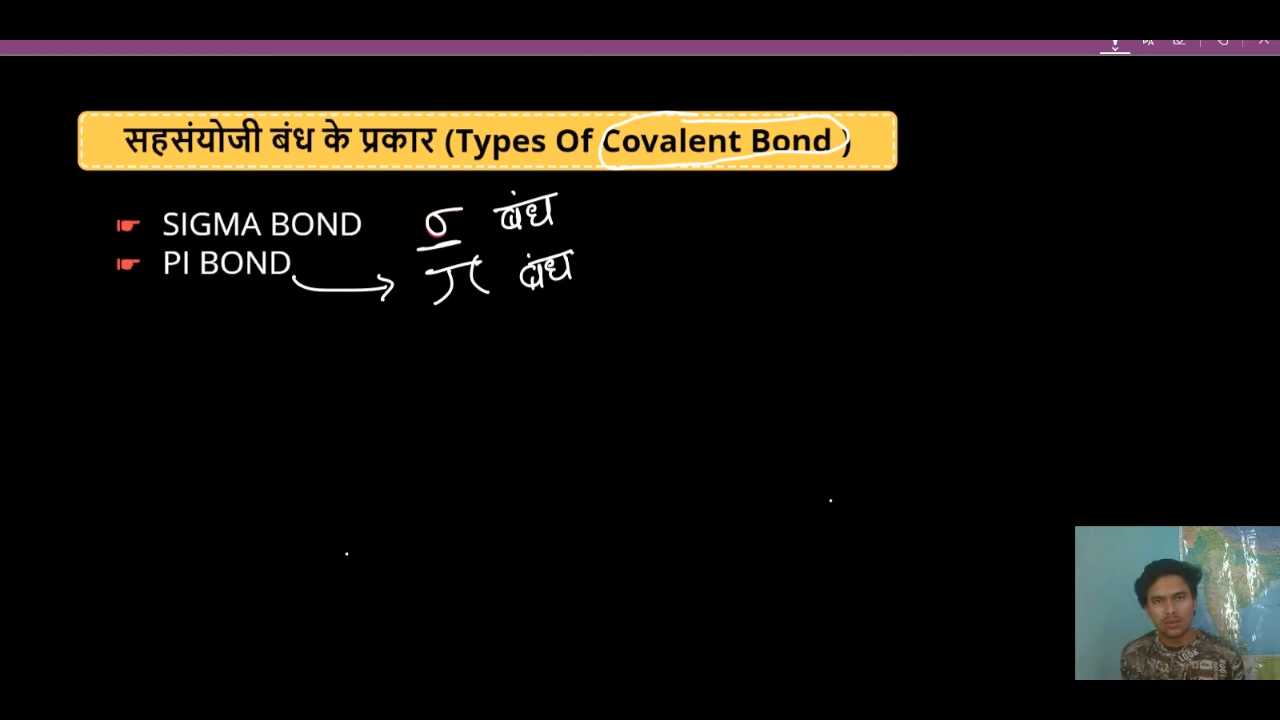 सहसंयोजी बंध के प्रकार (Types Of Covalent Bond )
SIGMA BOND σ बंध
PI BOND → π बंध